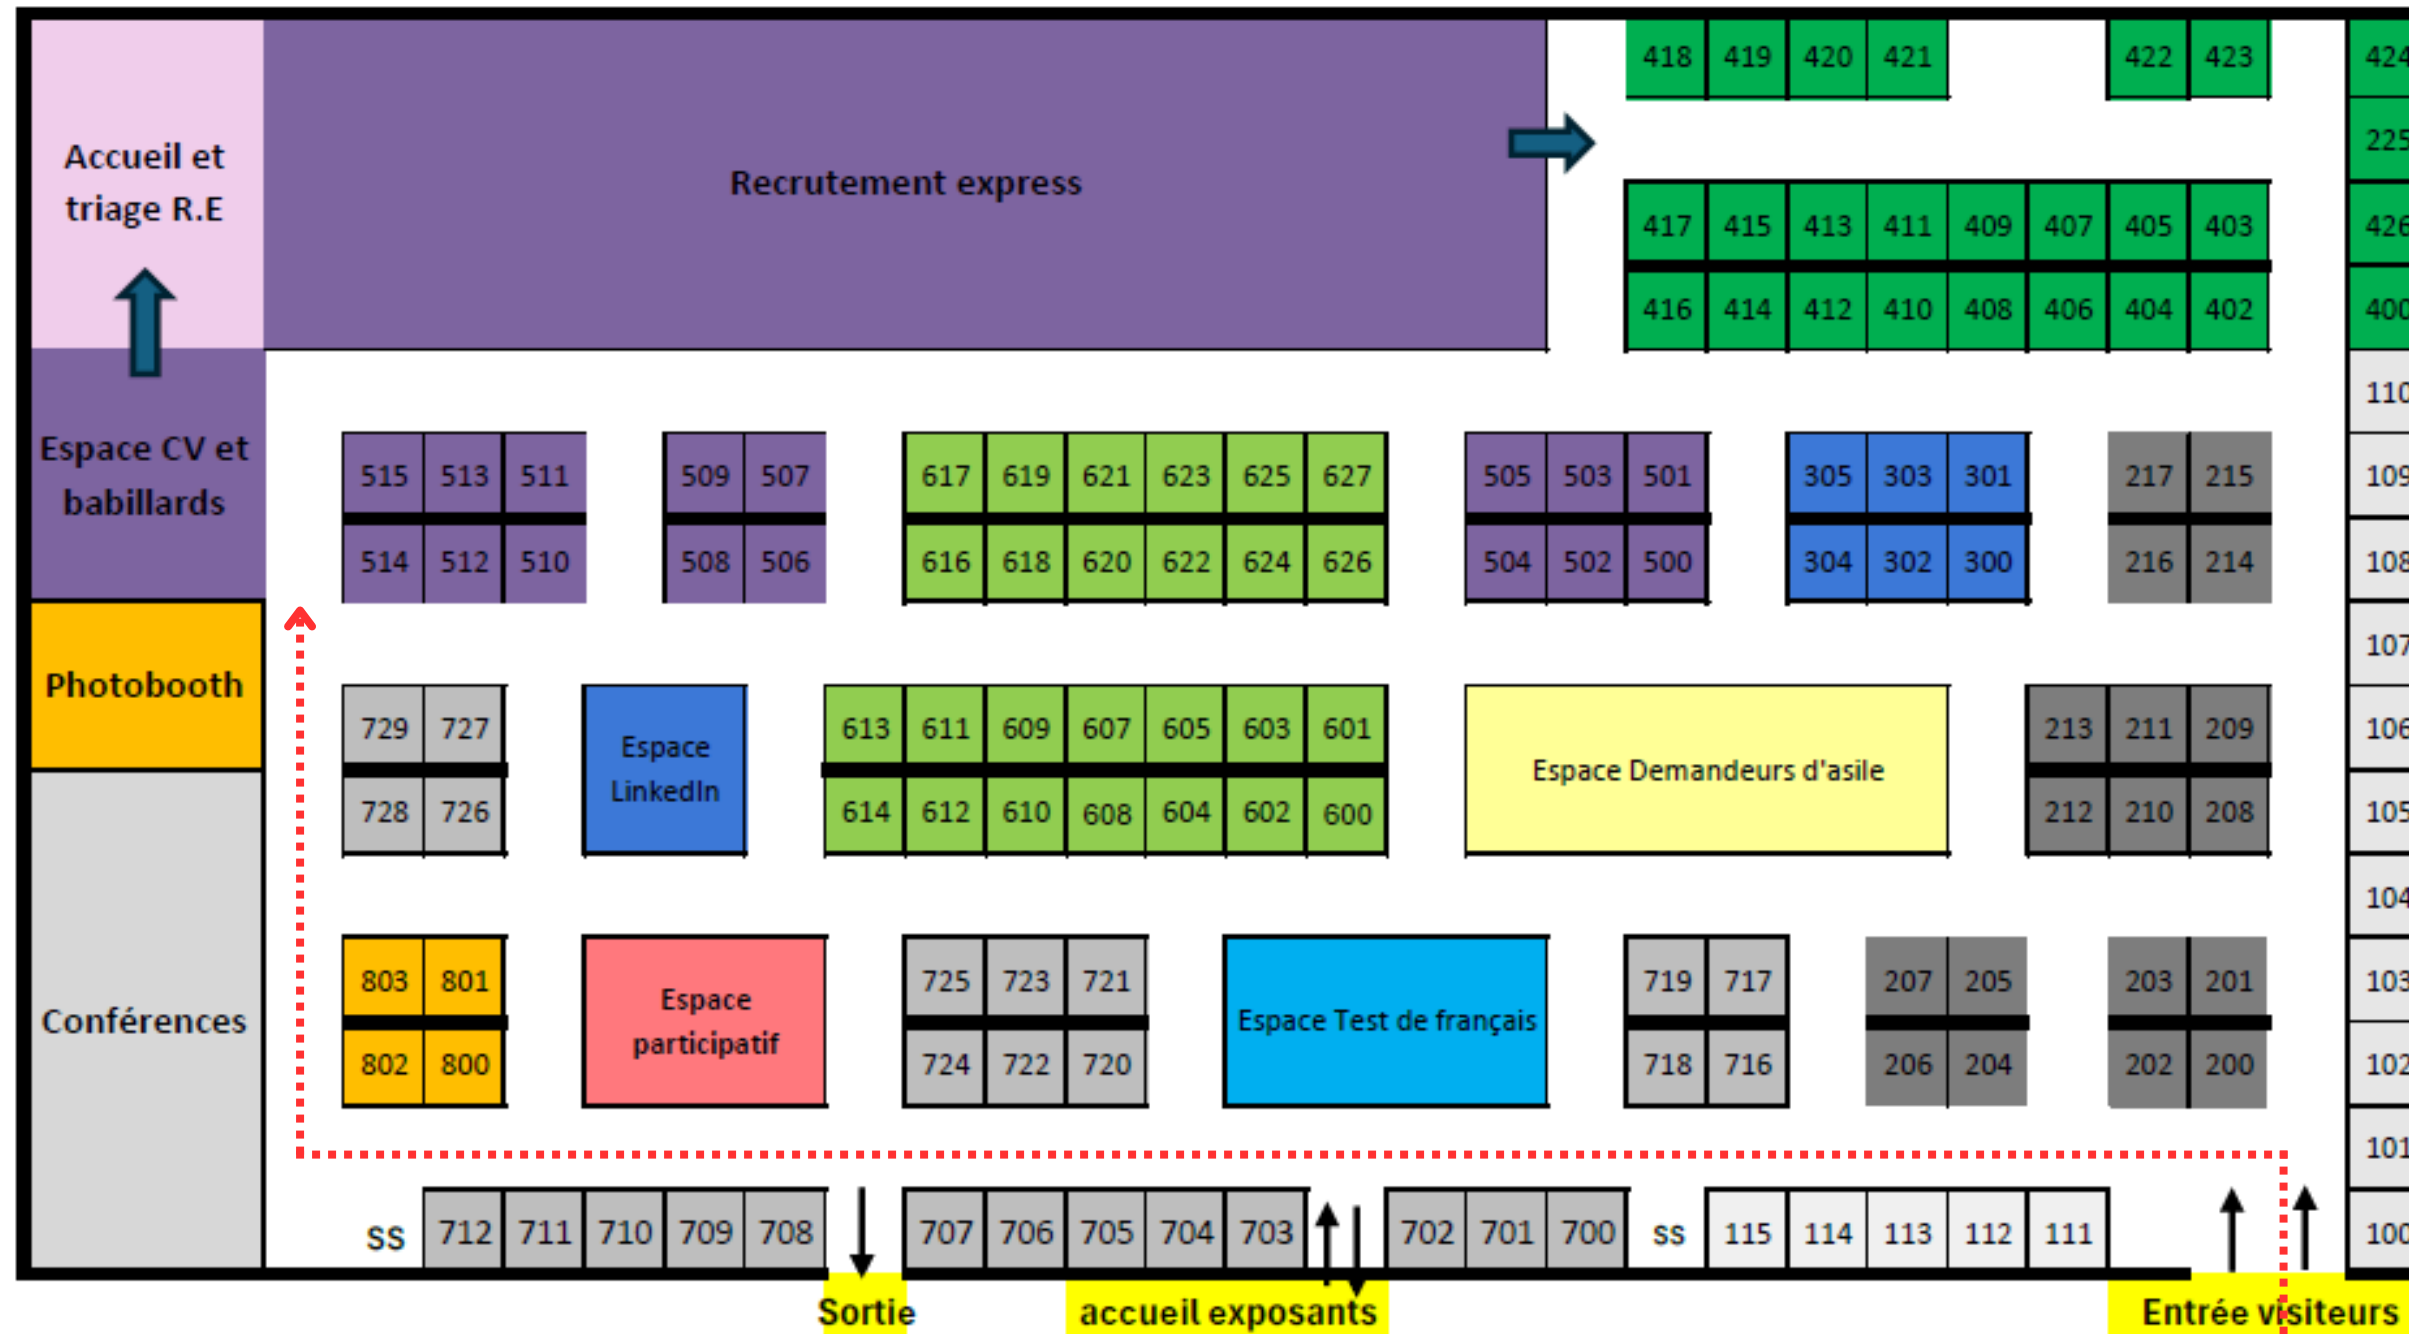 418 419 420 421 422 423 424
Accueil et
triage R.E
Recrutement express
225
417 415 413 411 409 407 405 403 426
416 414 412 410 408 406 404 402 400
110
Espace CV et
babillards
515 513 511 509 507 617 619 621 623 625 627 505 503 501 305 303 301 217 215 109
514 512 510 508 506 616 618 620 622 624 626 504 502 500 304 302 300 216 214 108
107
Photobooth
729 727 613 611 609 607 605 603 601 213 211 209 106
Espace
LinkedIn
Espace Demandeurs d'asile
728 726 614 612 610 608 604 602 600 212 210 208 105
104
Conférences
803 801 725 723 721 719 717 207 205 203 201 103
Espace
participatif
Espace Test de français
802 800 724 722 720 718 716 206 204 202 200 102
101
ss 712 711 710 709 708 707 706 705 704 703 702 701 700 ss 115 114 113 112 111 100
Sortie accueil exposants Entrée visiteurs